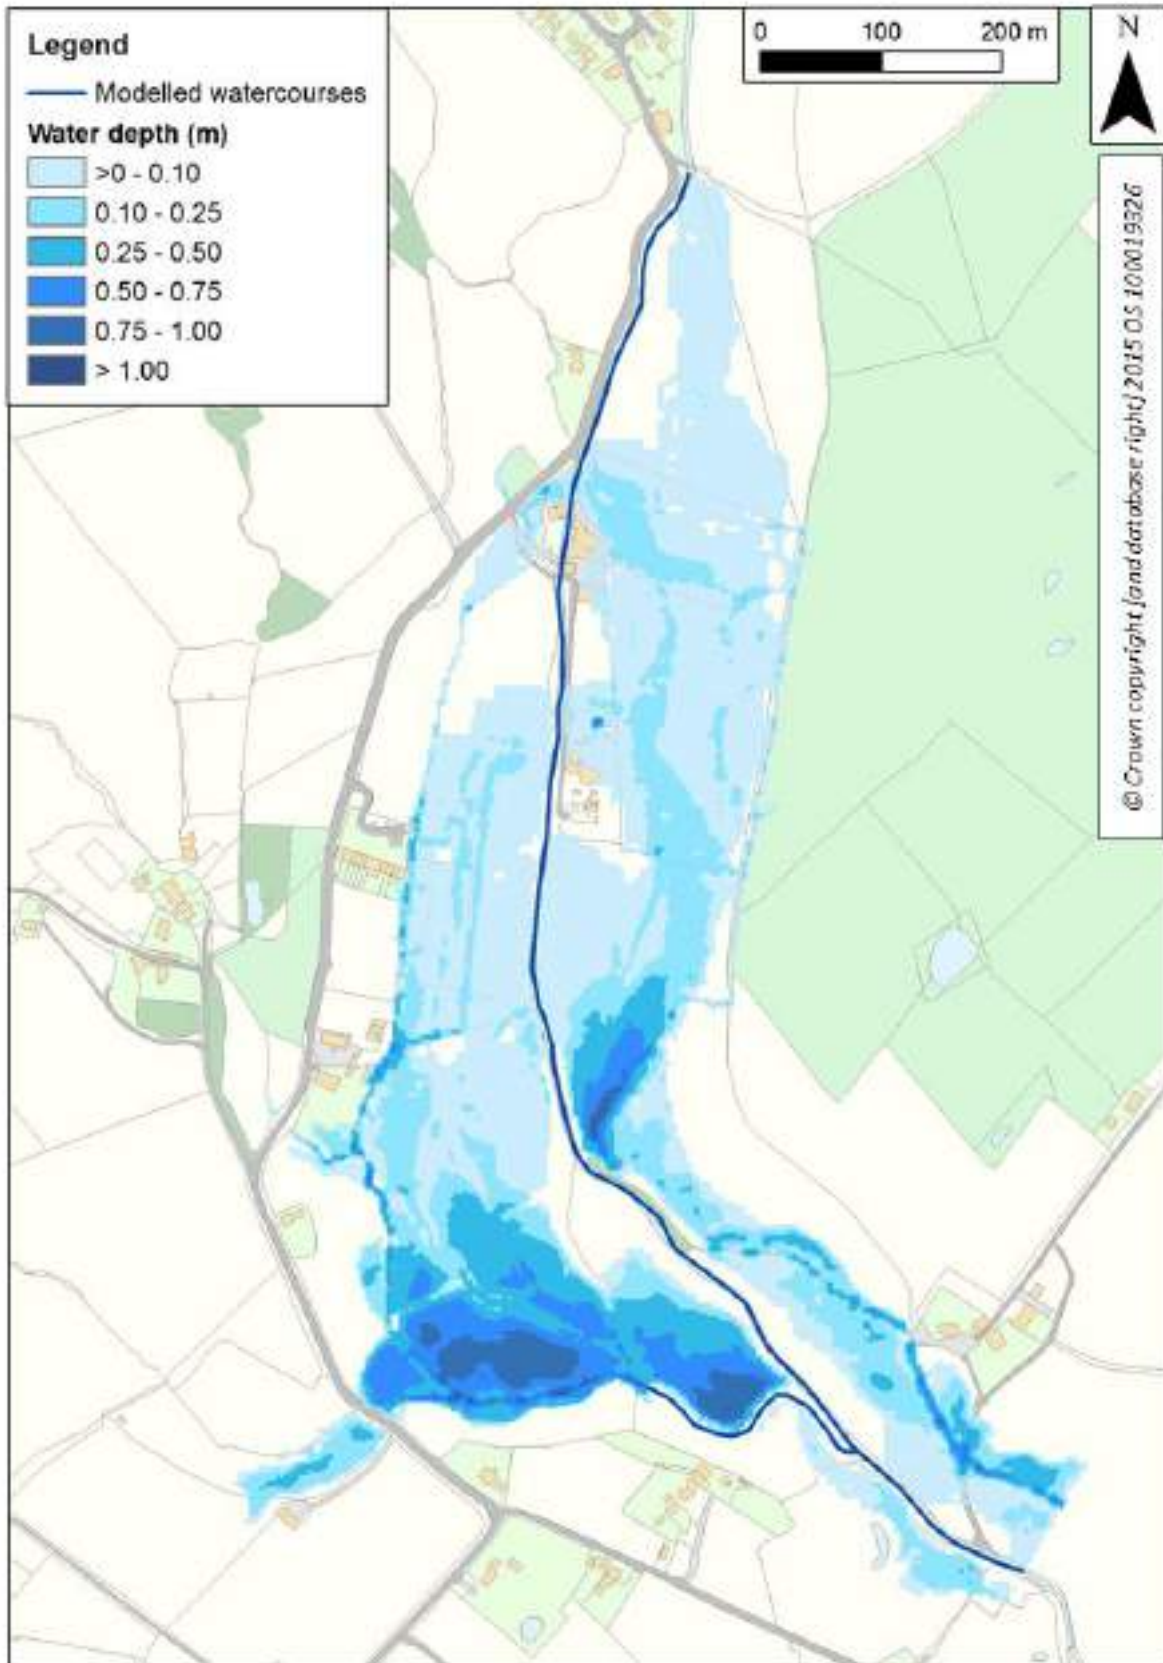 Legend
Modelled watercourses
Water depth (m)
>0 - 0.10
0.10 - 0.25
0.25 - 0.50
0.50 - 0.75
0.75 - 1.00
> 1.00
0 100 200 m
N
© Crown copyright [and database right] 2015 OS 100019326